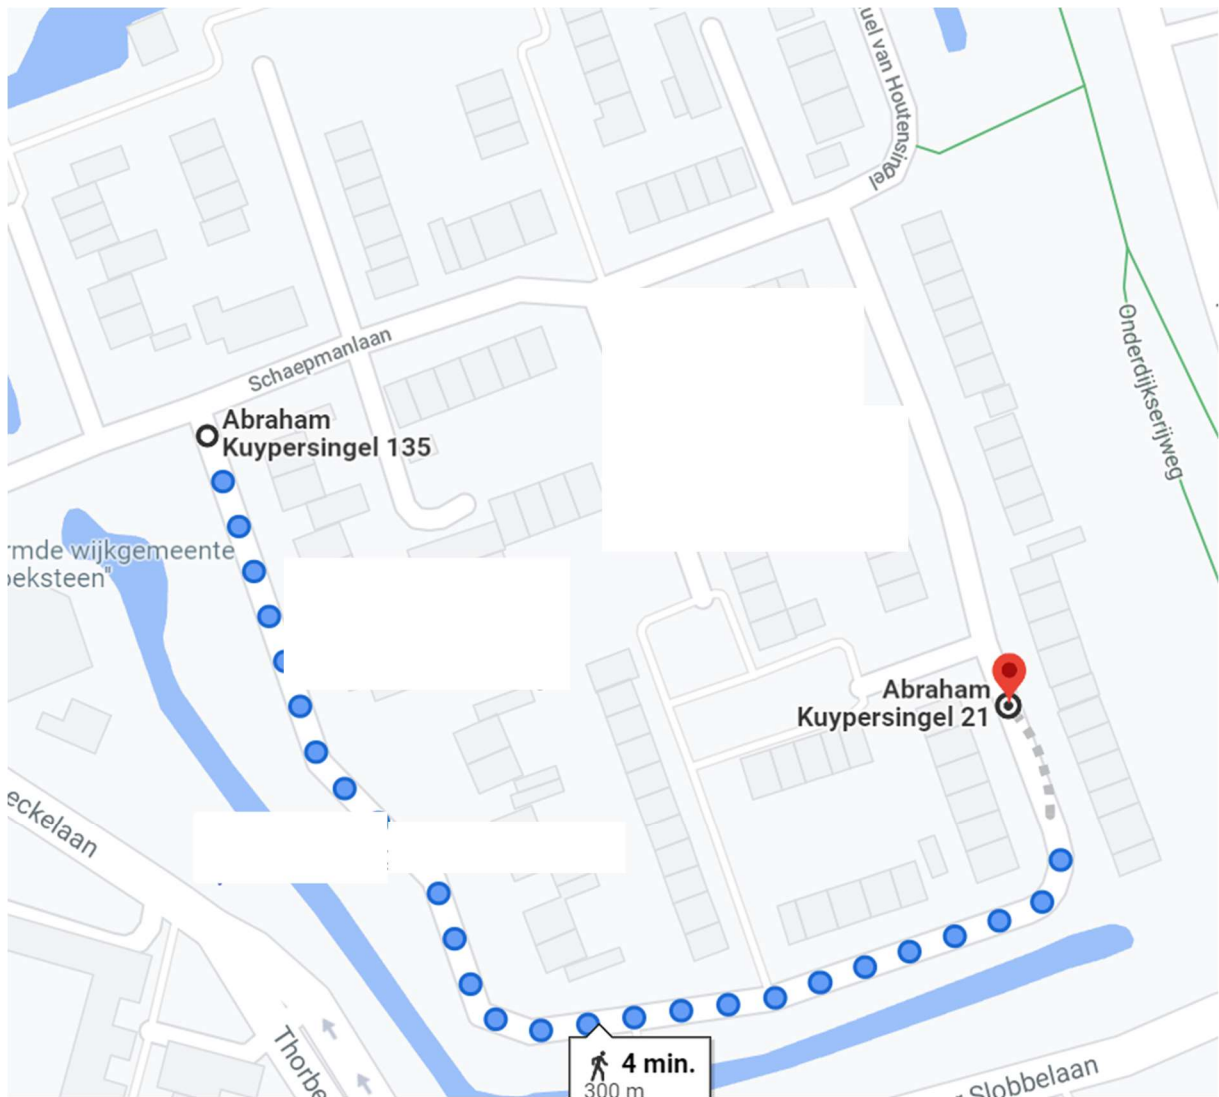 uel van Houtensingel
Onderdijkserijweg
Schaepmanlaan
Abraham
Kuypersingel 135
rmde wijkgemeente
oeksteen"
Abraham
Kuypersingel 21
eckelaan
Thorbe
4 min.
300 m
Slobbelaan